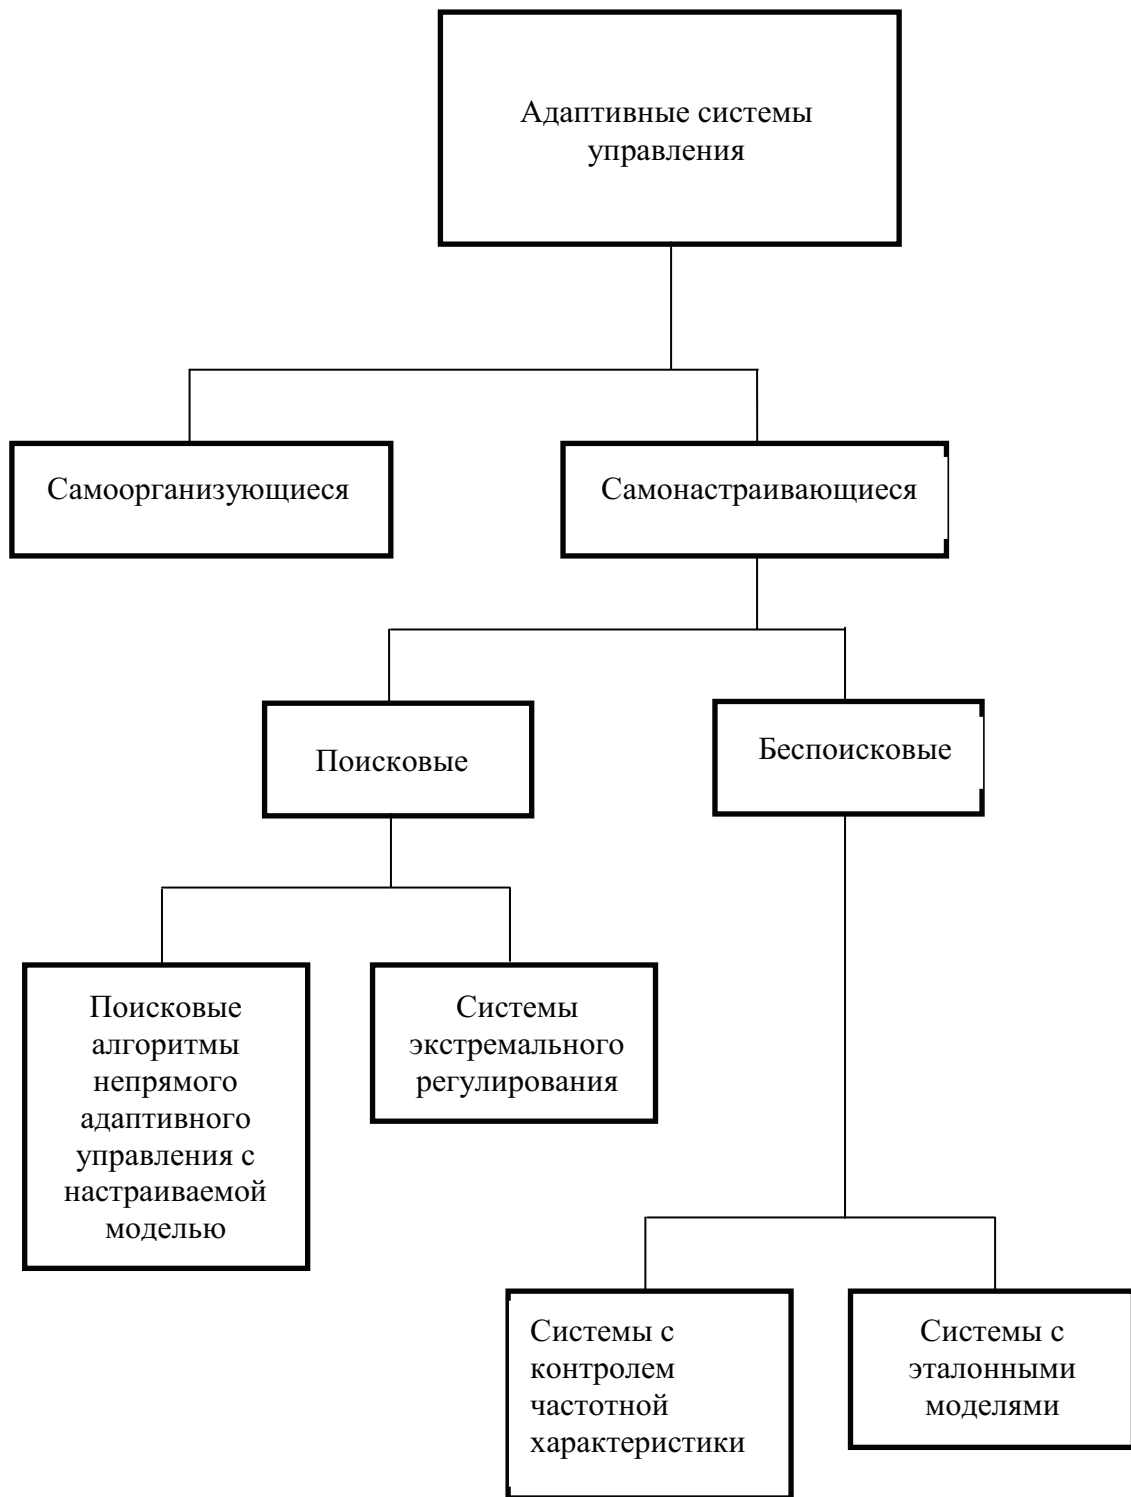 Адаптивные системы
управления
Самоорганизующиеся
Самонастраивающиеся
Поисковые
Беспоисковые
Поисковые
алгоритмы
непрямого
адаптивного
управления с
настраиваемой
моделью
Системы
экстремального
регулирования
Системы с
контролем
частотной
характеристики
Системы с
эталонными
моделями